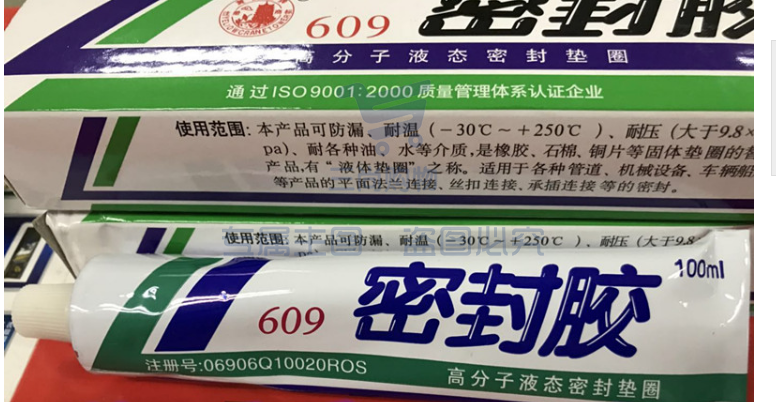 609 密封胶
高分子液态密封垫圈
通过ISO9001:2000质量管理体系认证企业
使用范围:本产品可防漏、耐温(-30℃~+250℃)、耐压(大于9.8×
pa)、耐各种油、水等介质,是橡胶、石棉、铜片等固体垫圈的替
产品,有“液体垫圈”之称。适用于各种管道、机械设备、车辆船
等产品的平面法兰连接、丝扣连接、承插连接等的密封。
使用范围:本产品可防漏、耐温(-30℃~+250℃)、耐压(大于9.8
100ml
609 密封胶
注册号:06906Q10020ROS
高分子液态密封垫圈